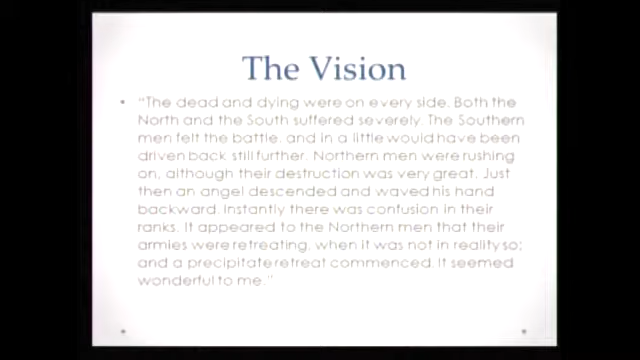 The Vision
• "The dead and dying were on every side. Both the
North and the South suffered severely. The Southern
men felt the battle, and in a little would have been
driven back still further. Northern men were rushing
on, although their destruction was very great. Just
then an angel descended and waved his hand
backward. Instantly there was confusion in their
ranks. It appeared to the Northern men that their
armies were retreating, when it was not in reality so;
and a precipitate retreat commenced. It seemed
wonderful to me."